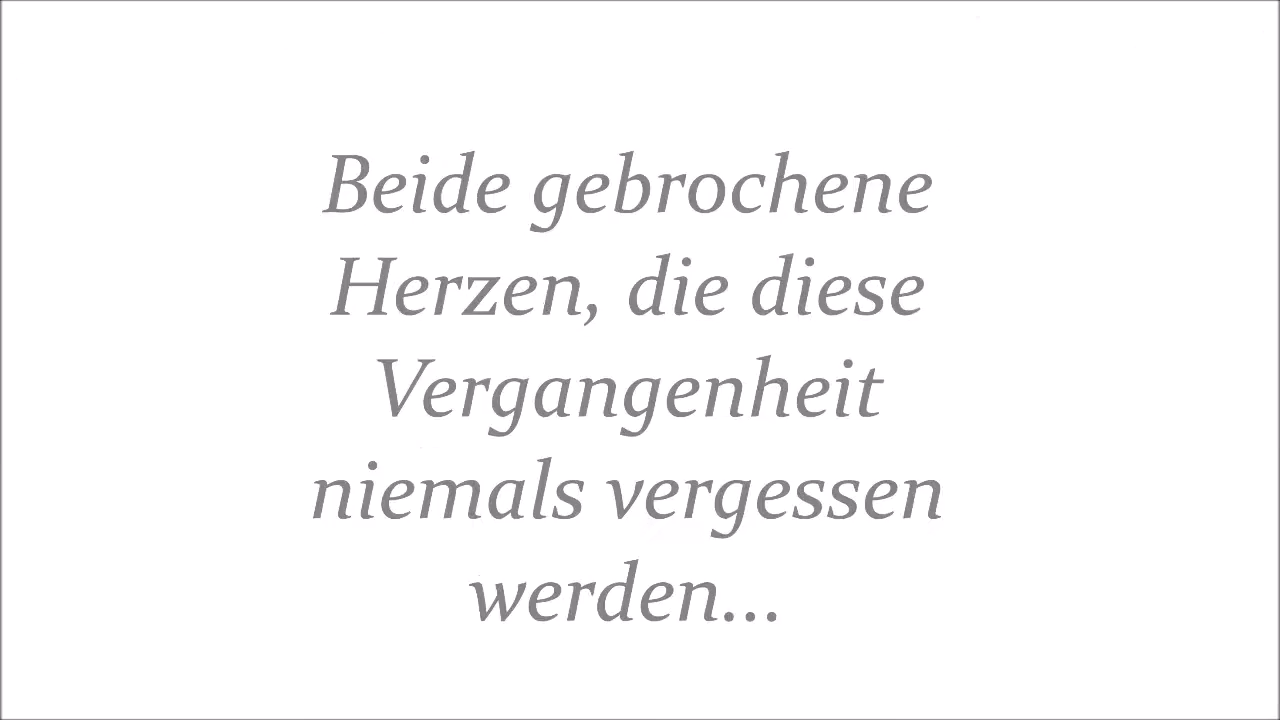 Beide gebrochene
Herzen, die diese
Vergangenheit
niemals vergessen
werden...